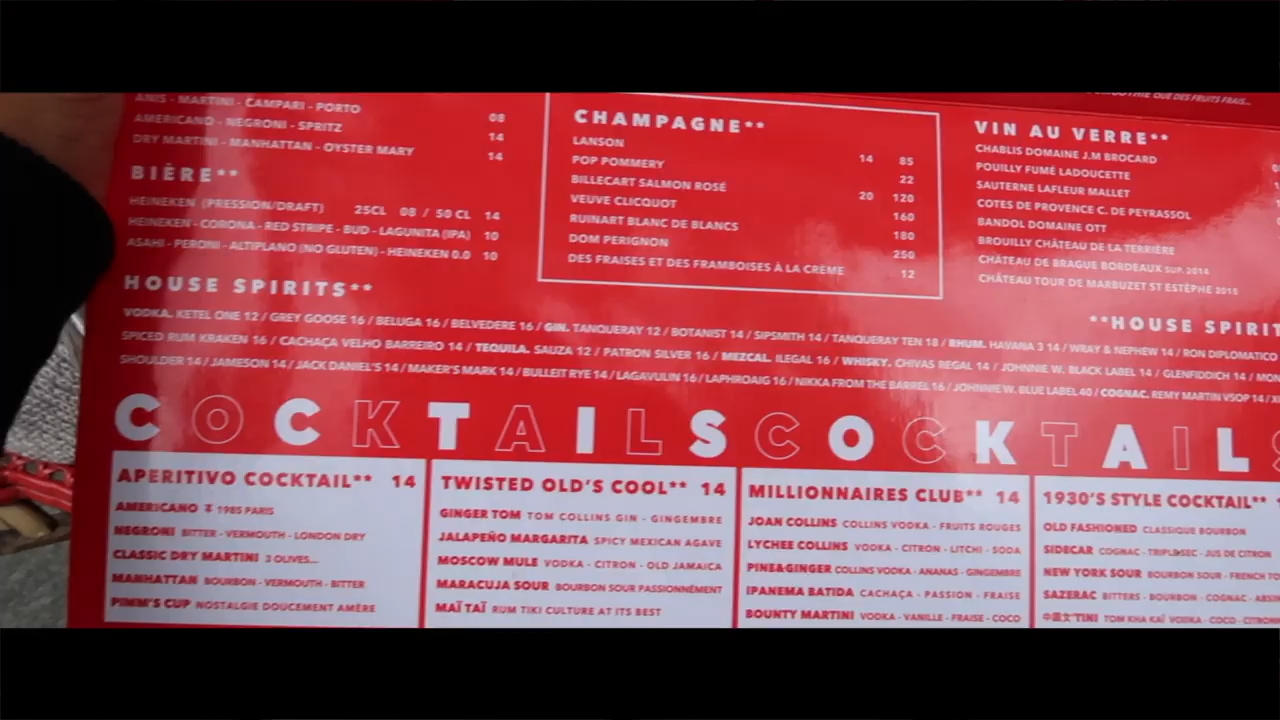 QUE DES FRUITS FRAIS...
ANIS - MARTINI - CAMPARI - PORTO 08
AMERICANO - NEGRONI - SPRITZ 14
DRY MARTINI - MANHATTAN - OYSTER MARY 14
BIÈRE**
HEINEKEN (PRESSION/DRAFT) 25CL 08 / 50 CL 14
HEINEKEN - CORONA - RED STRIPE - BUD - LAGUNITA (IPA) 10
ASAHI - PERONI - ALTIPLANO (NO GLUTEN) - HEINEKEN 0.0 10
CHAMPAGNE**
LANSON 14 85
POP POMMERY 22
BILLECART SALMON ROSÉ 20 120
VEUVE CLICQUOT 160
RUINART BLANC DE BLANCS 180
DOM PERIGNON 250
DES FRAISES ET DES FRAMBOISES À LA CRÈME 12
VIN AU VERRE**
CHABLIS DOMAINE J.M BROCARD
POUILLY FUMÉ LADOUCETTE
SAUTERNE LAFLEUR MALLET
COTES DE PROVENCE C. DE PEYRASSOL
BANDOL DOMAINE OTT
BROUILLY CHÂTEAU DE LA TERRIÈRE
CHÂTEAU DE BRAGUE BORDEAUX SUP. 2014
CHÂTEAU TOUR DE MARBUZET ST ESTÈPHE 2015
HOUSE SPIRITS**
**HOUSE SPIRIT
VODKA. KETEL ONE 12 / GREY GOOSE 16 / BELUGA 16 / BELVEDERE 16 / GIN. TANQUERAY 12 / BOTANIST 14 / SIPSMITH 14 / TANQUERAY TEN 18 / RHUM. HAVANA 3 14 / WRAY & NEPHEW 14 / RON DIPLOMATICO
SPICED RUM KRAKEN 16 / CACHAÇA VELHO BARREIRO 14 / TEQUILA. SAUZA 12 / PATRON SILVER 16 / MEZCAL. ILEGAL 16 / WHISKY. CHIVAS REGAL 14 / JOHNNIE W. BLACK LABEL 14 / GLENFIDDICH 14 / MON
SHOULDER 14 / JAMESON 14 / JACK DANIEL'S 14 / MAKER'S MARK 14 / BULLEIT RYE 14 / LAGAVULIN 16 / LAPHROAIG 16 / NIKKA FROM THE BARREL 16 / JOHNNIE W. BLUE LABEL 40 / COGNAC. REMY MARTIN VSOP 14 /
COCKTAILSCOCKTAILS
APERITIVO COCKTAIL** 14
AMERICANO 1985 PARIS
NEGRONI BITTER - VERMOUTH - LONDON DRY
CLASSIC DRY MARTINI 3 OLIVES...
MANHATTAN BOURBON - VERMOUTH - BITTER
PIMM'S CUP NOSTALGIE DOUCEMENT AMÈRE
TWISTED OLD'S COOL** 14
GINGER TOM TOM COLLINS GIN - GINGEMBRE
JALAPEÑO MARGARITA SPICY MEXICAN AGAVE
MOSCOW MULE VODKA - CITRON - OLD JAMAICA
MARACUJA SOUR BOURBON SOUR PASSIONNÉMENT
MAÏ TAÏ RUM TIKI CULTURE AT ITS BEST
MILLIONNAIRES CLUB** 14
JOAN COLLINS COLLINS VODKA - FRUITS ROUGES
LYCHEE COLLINS VODKA - CITRON - LITCHI - SODA
PINE&GINGER COLLINS VODKA - ANANAS - GINGEMBRE
IPANEMA BATIDA CACHAÇA - PASSION - FRAISE
BOUNTY MARTINI VODKA - VANILLE - FRAISE - COCO
1930'S STYLE COCKTAIL**
OLD FASHIONED CLASSIQUE BOURBON
SIDECAR COGNAC - TRIPLE SEC - JUS DE CITRON
NEW YORK SOUR BOURBON SOUR - FRENCH
SAZERAC BITTERS - BOURBON - COGNAC - ABSIN
TINI TOM KHA KAÏ VODKA - COCO - CITRONN